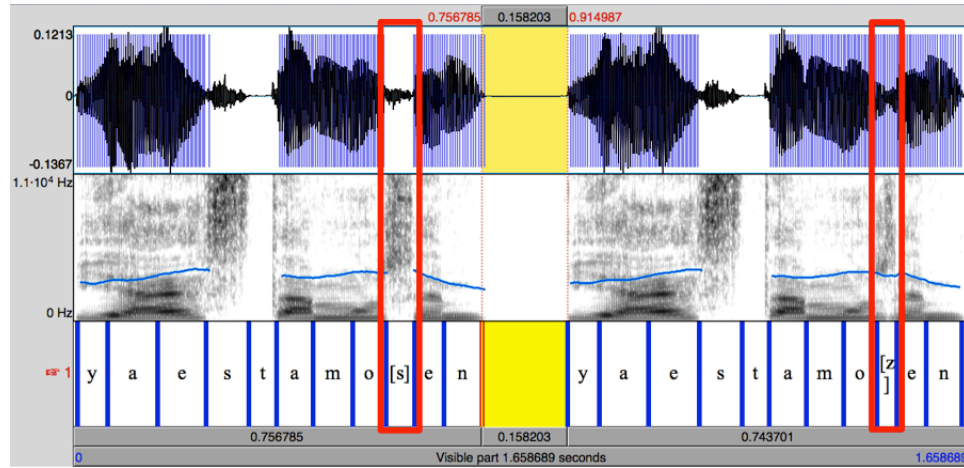 0.756785 0.158203 0.914987
0.1213
0
-0.1367
1.1·10⁴ Hz
0 Hz
☞ 1 y a e s t a m o [s] e n y a e s t a m o [z] e n
0.756785 0.158203 0.743701
0 Visible part 1.658689 seconds 1.658689